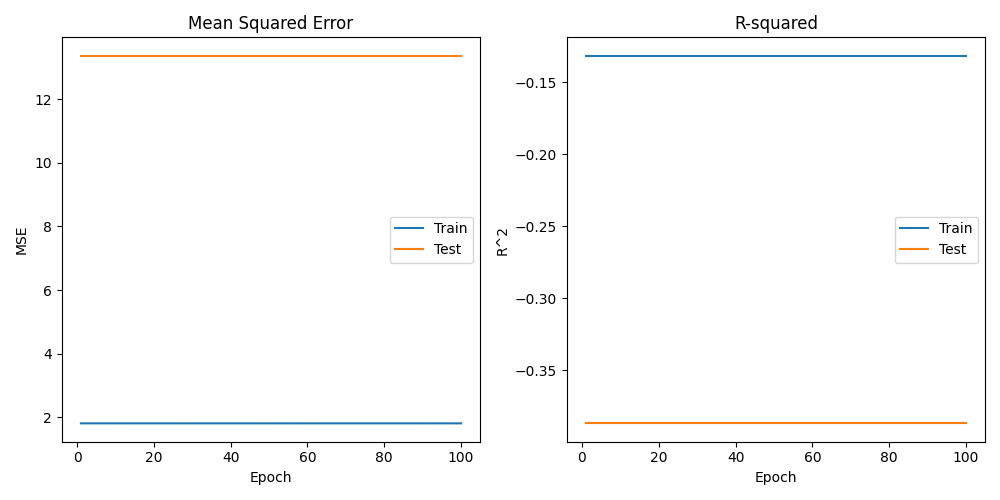 Mean Squared Error
MSE
12
10
8
6
4
2
0 20 40 60 80 100
Epoch
Train
Test
R-squared
R^2
−0.15
−0.20
−0.25
−0.30
−0.35
0 20 40 60 80 100
Epoch
Train
Test